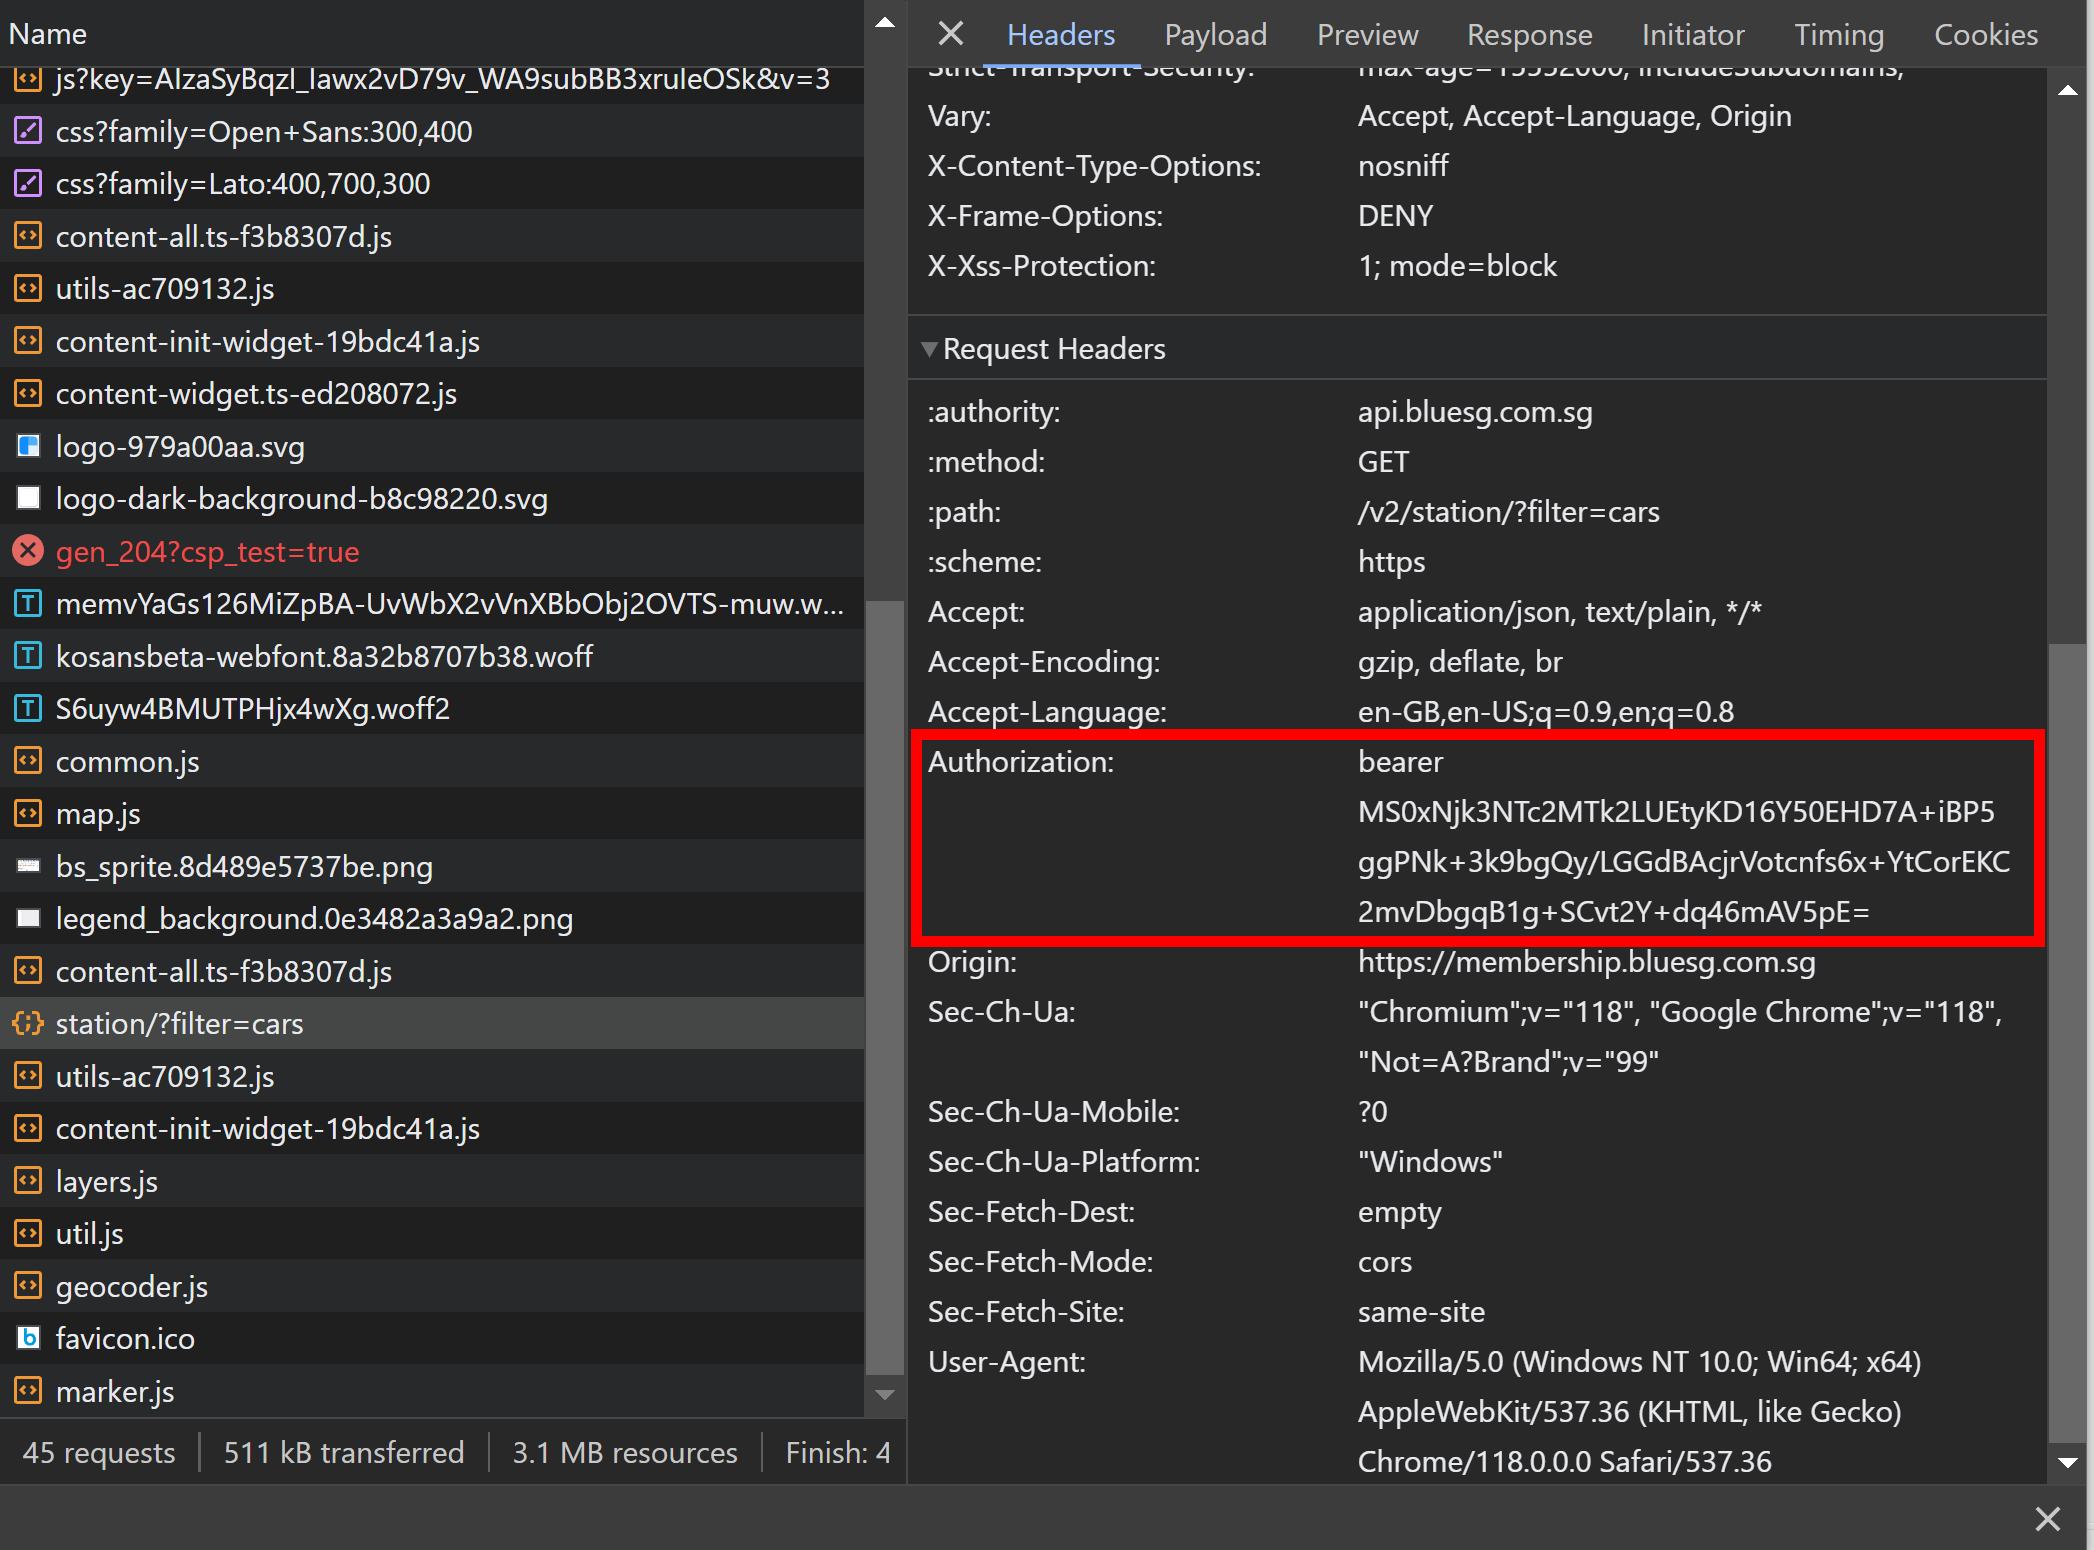 Name
js?key=AIzaSyBqzl_Iawx2vD79v_WA9subBB3xruleOSk&v=3
css?family=Open+Sans:300,400
css?family=Lato:400,700,300
content-all.ts-f3b8307d.js
utils-ac709132.js
content-init-widget-19bdc41a.js
content-widget.ts-ed208072.js
logo-979a00aa.svg
logo-dark-background-b8c98220.svg
gen_204?csp_test=true
memvYaGs126MiZpBA-UvWbX2vVnXBbObj2OVTS-muw.w...
kosansbeta-webfont.8a32b8707b38.woff
S6uyw4BMUTPHjx4wXg.woff2
common.js
map.js
bs_sprite.8d489e5737be.png
legend_background.0e3482a3a9a2.png
content-all.ts-f3b8307d.js
station/?filter=cars
utils-ac709132.js
content-init-widget-19bdc41a.js
layers.js
util.js
geocoder.js
favicon.ico
marker.js
45 requests 511 kB transferred 3.1 MB resources Finish: 4
Headers Payload Preview Response Initiator Timing Cookies
Strict-Transport-Security: max-age=15552000; includeSubdomains;
Vary: Accept, Accept-Language, Origin
X-Content-Type-Options: nosniff
X-Frame-Options: DENY
X-Xss-Protection: 1; mode=block
Request Headers
:authority: api.bluesg.com.sg
:method: GET
:path: /v2/station/?filter=cars
:scheme: https
Accept: application/json, text/plain, */*
Accept-Encoding: gzip, deflate, br
Accept-Language: en-GB,en-US;q=0.9,en;q=0.8
Authorization: bearer
MS0xNjk3NTc2MTk2LUEtyKD16Y50EHD7A+iBP5
ggPNk+3k9bgQy/LGGdBAcjrVotcnfs6x+YtCorEKC
2mvDbgqB1g+SCvt2Y+dq46mAV5pE=
Origin: https://membership.bluesg.com.sg
Sec-Ch-Ua: "Chromium";v="118", "Google Chrome";v="118",
"Not=A?Brand";v="99"
Sec-Ch-Ua-Mobile: ?0
Sec-Ch-Ua-Platform: "Windows"
Sec-Fetch-Dest: empty
Sec-Fetch-Mode: cors
Sec-Fetch-Site: same-site
User-Agent: Mozilla/5.0 (Windows NT 10.0; Win64; x64)
AppleWebKit/537.36 (KHTML, like Gecko)
Chrome/118.0.0.0 Safari/537.36